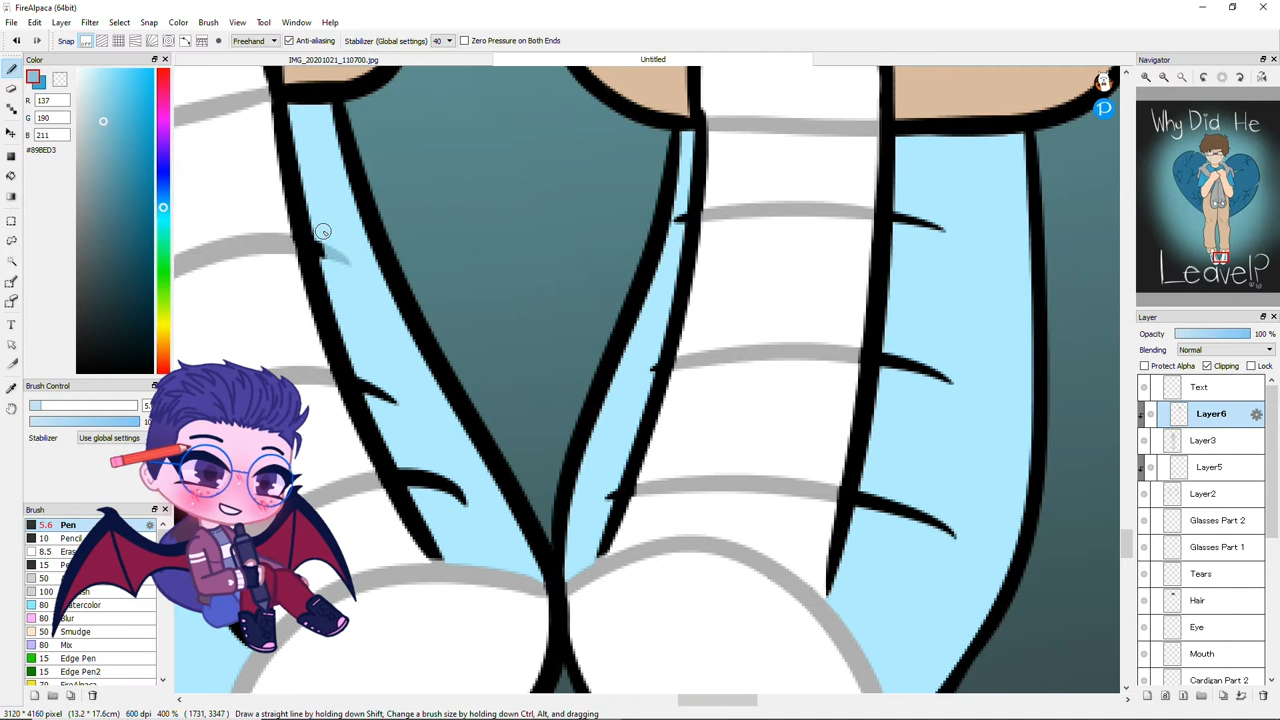 FireAlpaca (64bit)
File Edit Layer Filter Select Snap Color Brush View Tool Window Help
Snap Freehand Anti-aliasing Stabilizer (Global settings) 40 Zero Pressure on Both Ends
Color
IMG_20201021_110700.jpg Untitled
Navigator
R 137
G 190
B 211
#89BED3
Why Did He
Leave!?
Layer
Opacity
Blending Normal
Protect Alpha Clipping Lock
Text
Layer6
Layer3
Layer5
Layer2
Glasses Part 2
Glasses Part 1
Tears
Hair
Eye
Mouth
Cardigan Part 2
Brush Control
Stabilizer Use global settings
Brush
5.6 Pen
10 Pencil
8.5
15
50
100
80
80 Blur
50 Smudge
80 Mix
15 Edge Pen
15 Edge Pen2
3120 * 4160 pixel (13.2 * 17.6cm) 600 dpi 400 % (1731, 3347) Draw a straight line by holding down Shift, Change a brush size by holding down Ctrl, Alt, and dragging